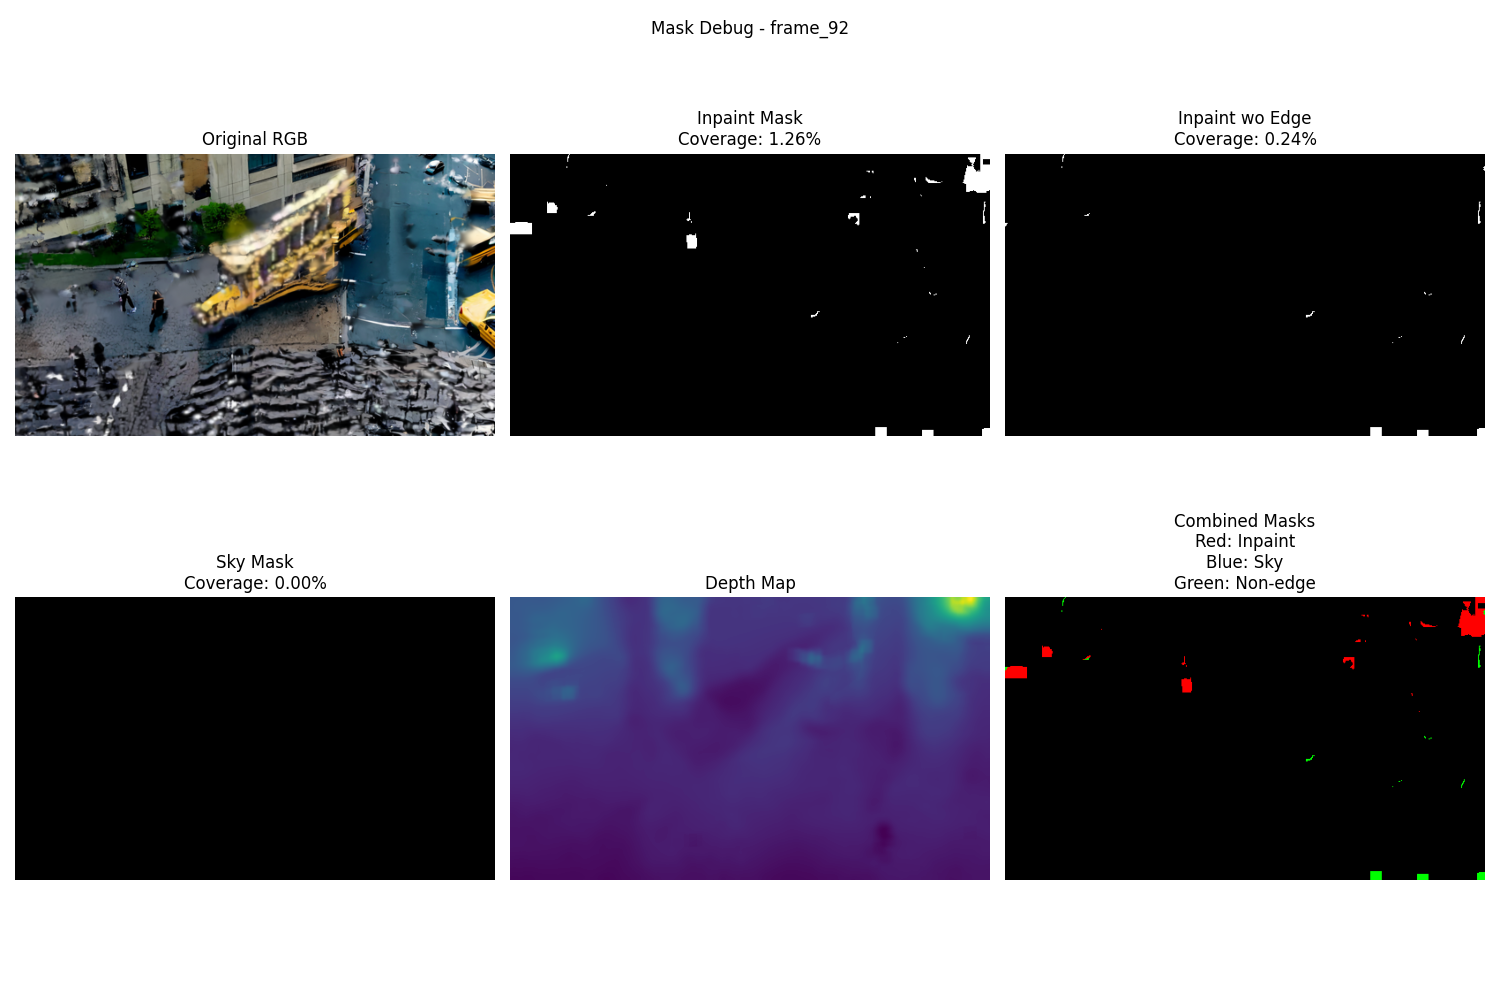 Mask Debug - frame_92
Original RGB
Inpaint Mask
Coverage: 1.26%
Inpaint wo Edge
Coverage: 0.24%
Sky Mask
Coverage: 0.00%
Depth Map
Combined Masks
Red: Inpaint
Blue: Sky
Green: Non-edge